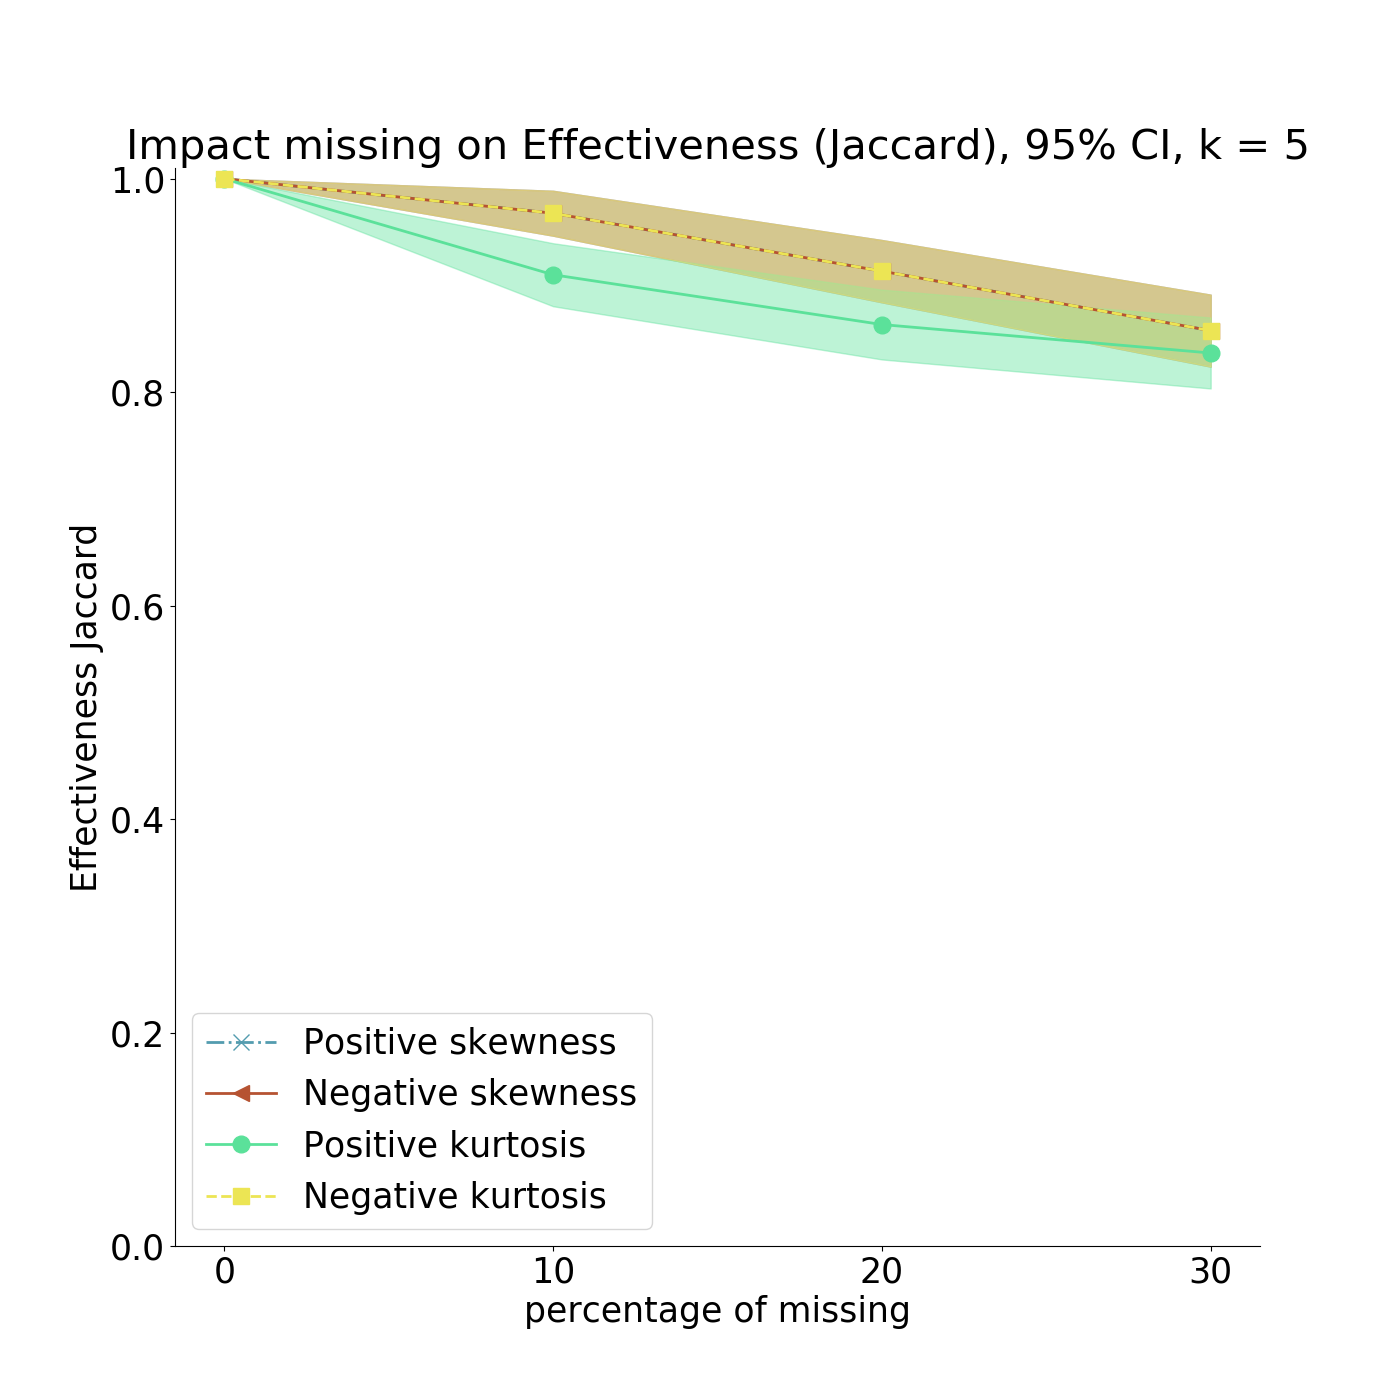 Impact missing on Effectiveness (Jaccard), 95% CI, k = 5
1.0
0.8
0.6
0.4
0.2
0.0
Effectiveness Jaccard
Positive skewness
Negative skewness
Positive kurtosis
Negative kurtosis
0 10 20 30
percentage of missing